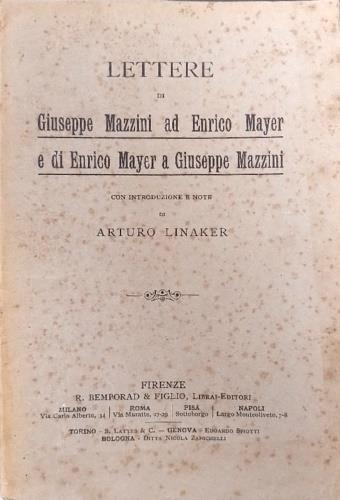 LETTERE
DI
Giuseppe Mazzini ad Enrico Mayer
e di Enrico Mayer a Giuseppe Mazzini
CON INTRODUZIONE E NOTE
DI
ARTURO LINAKER
FIRENZE
R. BEMPORAD & FIGLIO, LIBRAI-EDITORI
MILANO ROMA PISA NAPOLI
Via Carlo Alberto, 34 Via Muratte, 27-29 Sottoborgo Largo Monteoliveto, 7-8
TORINO - S. LATTES & C. — GENOVA - EDOARDO SPIOTTI
BOLOGNA - DITTA NICOLA ZANICHELLI